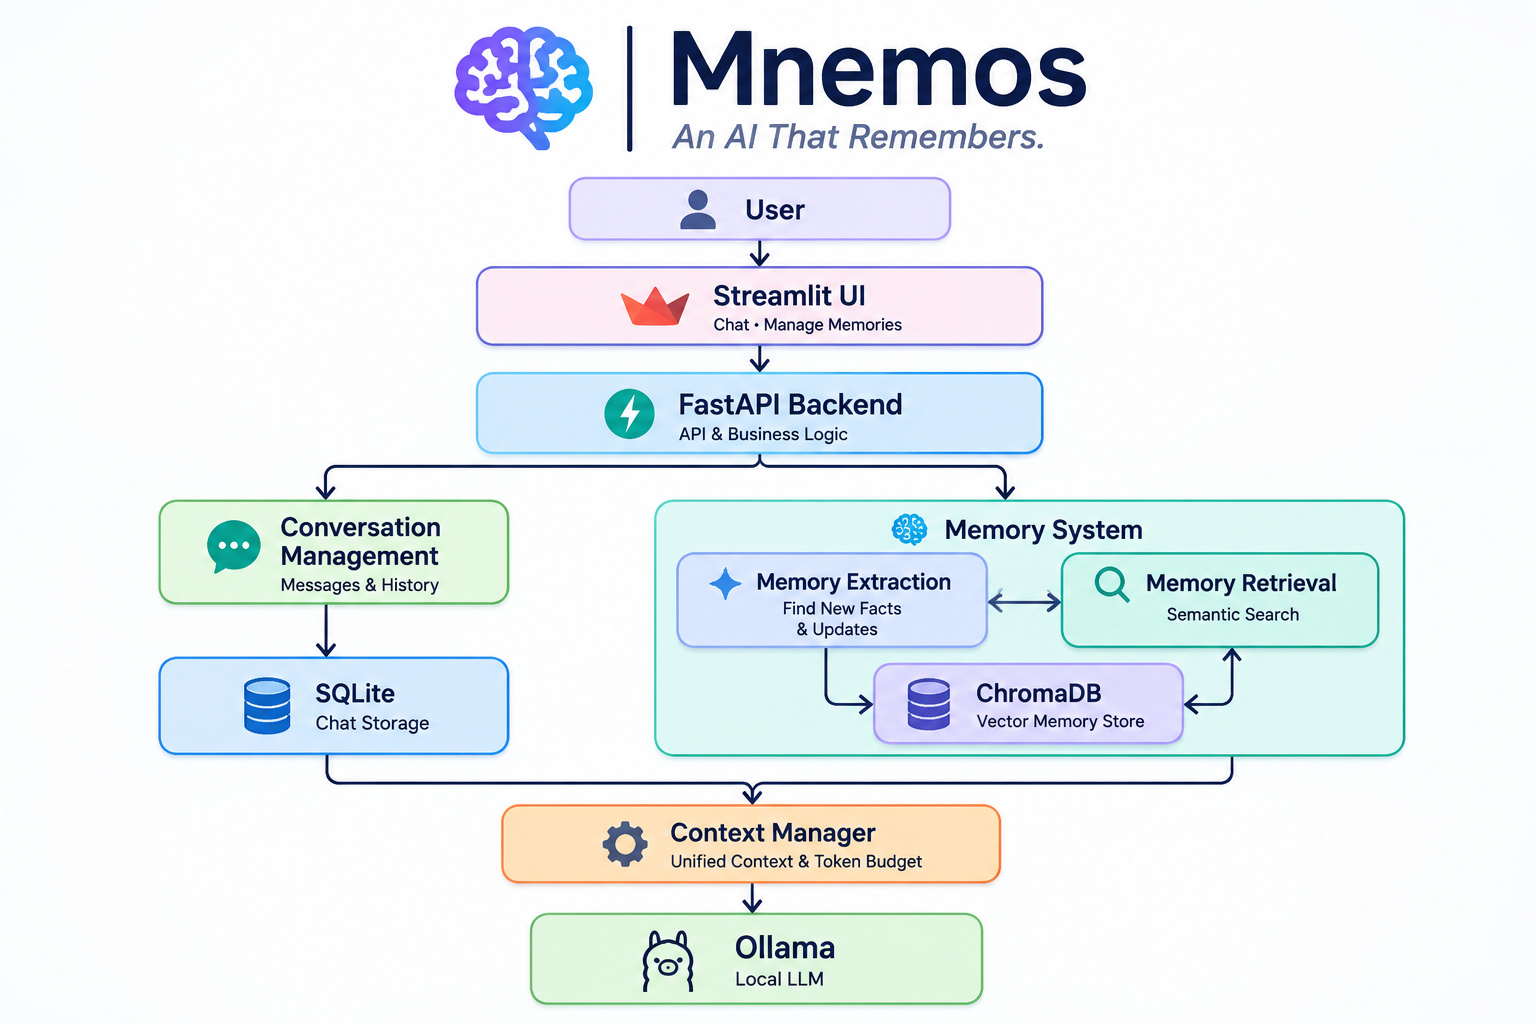 Mnemos
An AI That Remembers.
User
Streamlit UI
Chat • Manage Memories
FastAPI Backend
API & Business Logic
Conversation
Management
Messages & History
SQLite
Chat Storage
Memory System
Memory Extraction
Find New Facts
& Updates
Memory Retrieval
Semantic Search
ChromaDB
Vector Memory Store
Context Manager
Unified Context & Token Budget
Ollama
Local LLM